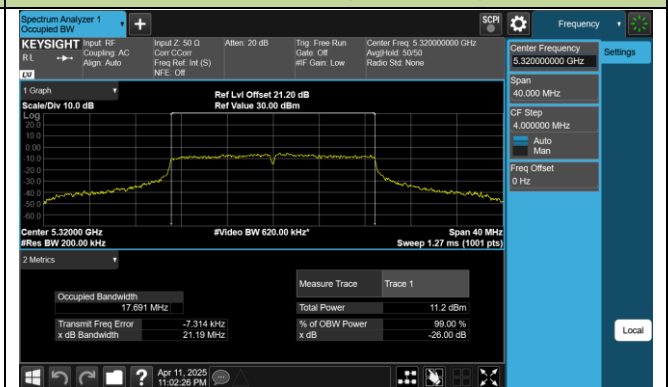 Spectrum Analyzer 1
Occupied BW
+
SCPI
Frequency
KEYSIGHT
RL
LXI
Input: RF
Coupling: AC
Align: Auto
Input Z: 50 Ω
Corr CCorr
Freq Ref: Int (S)
NFE: Off
Atten: 20 dB
Trig: Free Run
Gate: Off
#IF Gain: Low
Center Freq: 5.320000000 GHz
Avg|Hold: 50/50
Radio Std: None
Center Frequency
5.320000000 GHz
Settings
Span
40.000 MHz
CF Step
4.000000 MHz
Auto
Man
Freq Offset
0 Hz
1 Graph
Scale/Div 10.0 dB
Ref Lvl Offset 21.20 dB
Ref Value 30.00 dBm
Log
20.0
10.0
0.00
-10.0
-20.0
-30.0
-40.0
-50.0
-60.0
Center 5.32000 GHz
#Video BW 620.00 kHz*
Span 40 MHz
#Res BW 200.00 kHz
Sweep 1.27 ms (1001 pts)
2 Metrics
Measure Trace
Trace 1
Occupied Bandwidth
17.691 MHz
Total Power
11.2 dBm
Transmit Freq Error
-7.314 kHz
% of OBW Power
99.00 %
x dB Bandwidth
21.19 MHz
x dB
-26.00 dB
Local
?
Apr 11, 2025
11:02:26 PM